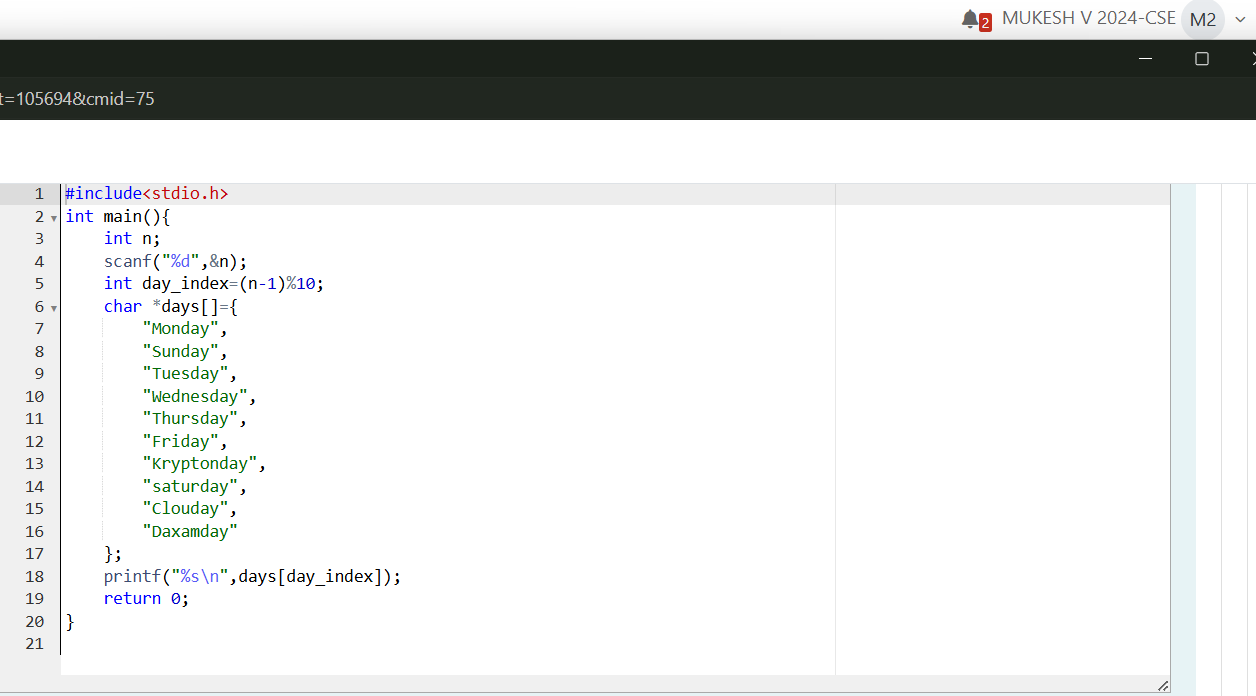 2 MUKESH V 2024-CSE M2
t=105694&cmid=75
1 #include<stdio.h>
2 int main(){
3     int n;
4     scanf("%d",&n);
5     int day_index=(n-1)%10;
6     char *days[]={
7         "Monday",
8         "Sunday",
9         "Tuesday",
10         "Wednesday",
11         "Thursday",
12         "Friday",
13         "Kryptonday",
14         "saturday",
15         "Clouday",
16         "Daxamday"
17     };
18     printf("%s\n",days[day_index]);
19     return 0;
20 }
21